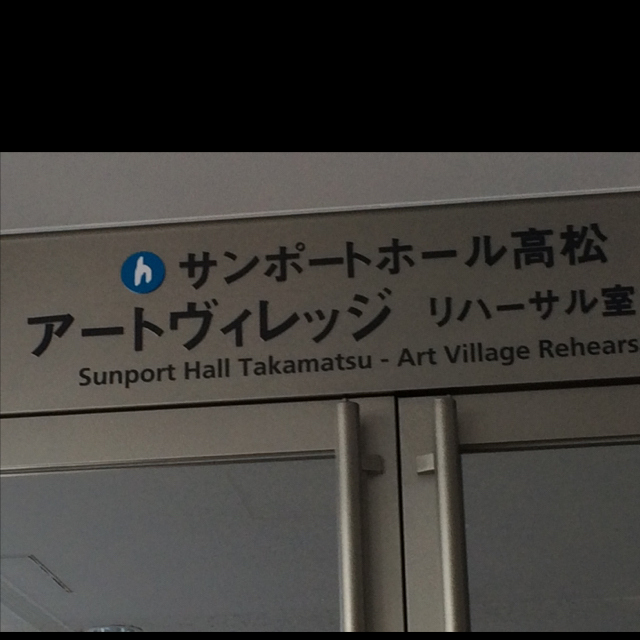 h サンポートホール高松
アートヴィレッジ リハーサル室
Sunport Hall Takamatsu - Art Village Rehears